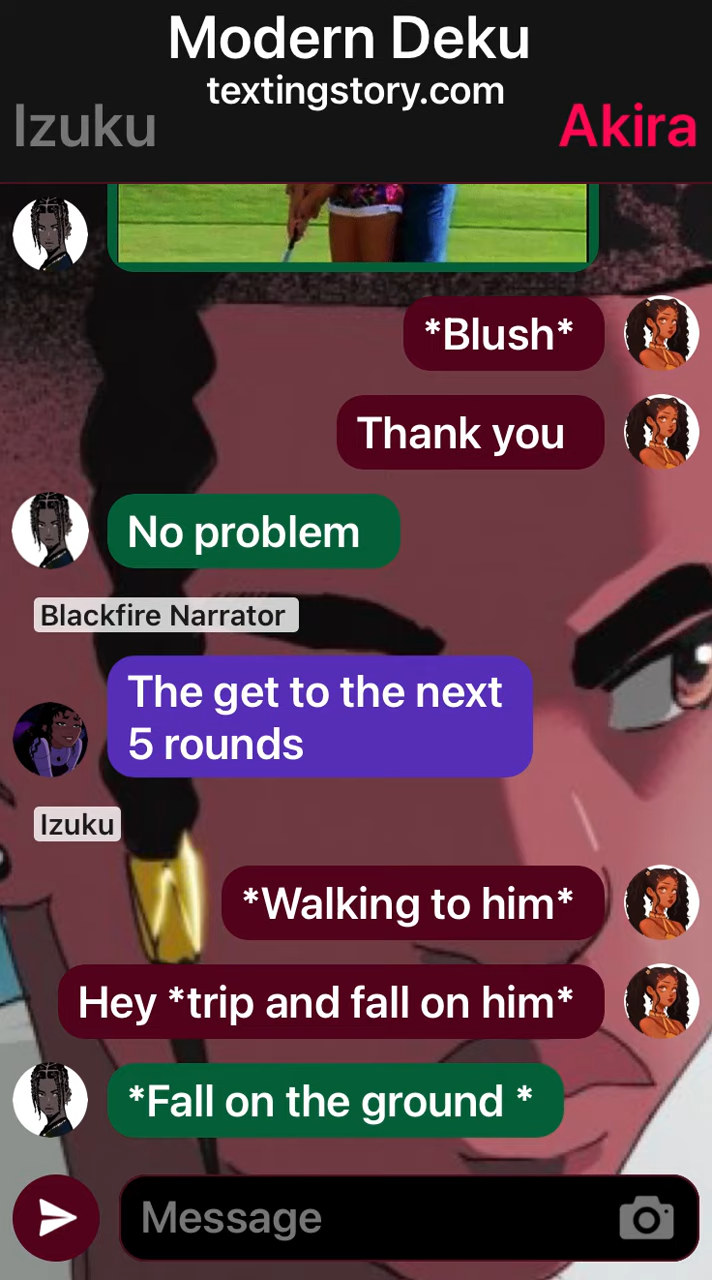 Modern Deku
textingstory.com
Izuku
Akira
*Blush*
Thank you
No problem
Blackfire Narrator
The get to the next
5 rounds
Izuku
*Walking to him*
Hey *trip and fall on him*
*Fall on the ground *
Message